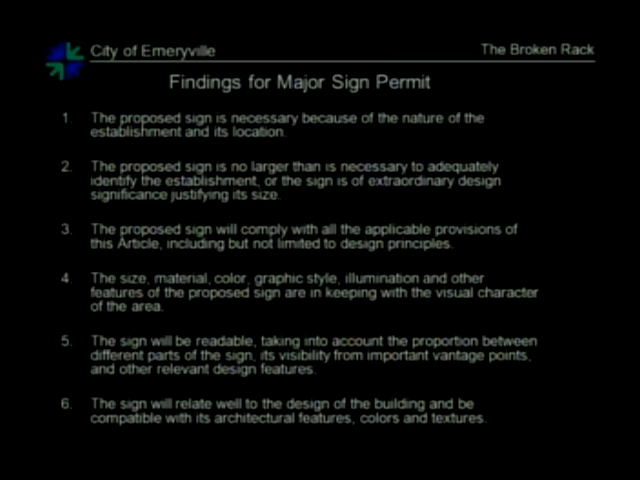 City of Emeryville
The Broken Rack
Findings for Major Sign Permit
1. The proposed sign is necessary because of the nature of the
establishment and its location.
2. The proposed sign is no larger than is necessary to adequately
identify the establishment, or the sign is of extraordinary design
significance justifying its size.
3. The proposed sign will comply with all the applicable provisions of
this Article, including but not limited to design principles.
4. The size, material, color, graphic style, illumination and other
features of the proposed sign are in keeping with the visual character
of the area.
5. The sign will be readable, taking into account the proportion between
different parts of the sign, its visibility from important vantage points,
and other relevant design features.
6. The sign will relate well to the design of the building and be
compatible with its architectural features, colors and textures.